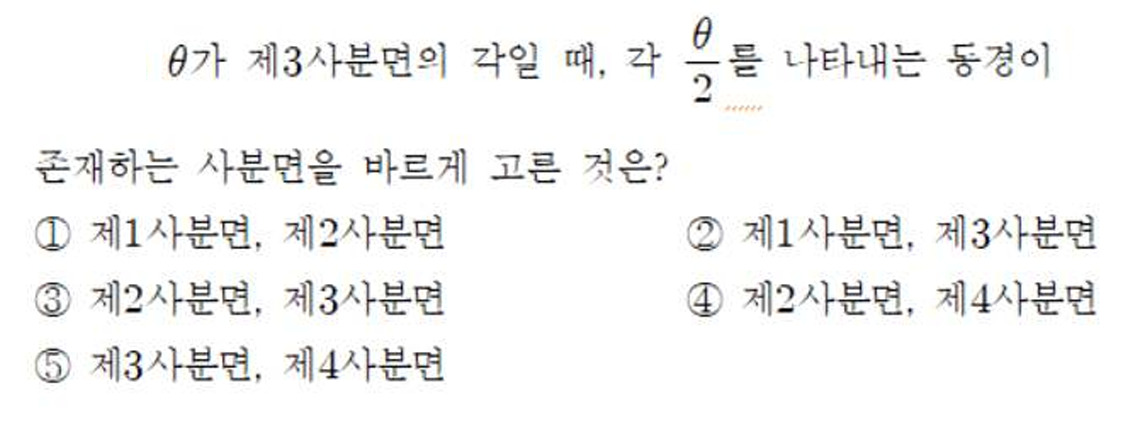 θ가 제3사분면의 각일 때, 각 θ/2를 나타내는 동경이
존재하는 사분면을 바르게 고른 것은?
① 제1사분면, 제2사분면 ② 제1사분면, 제3사분면
③ 제2사분면, 제3사분면 ④ 제2사분면, 제4사분면
⑤ 제3사분면, 제4사분면